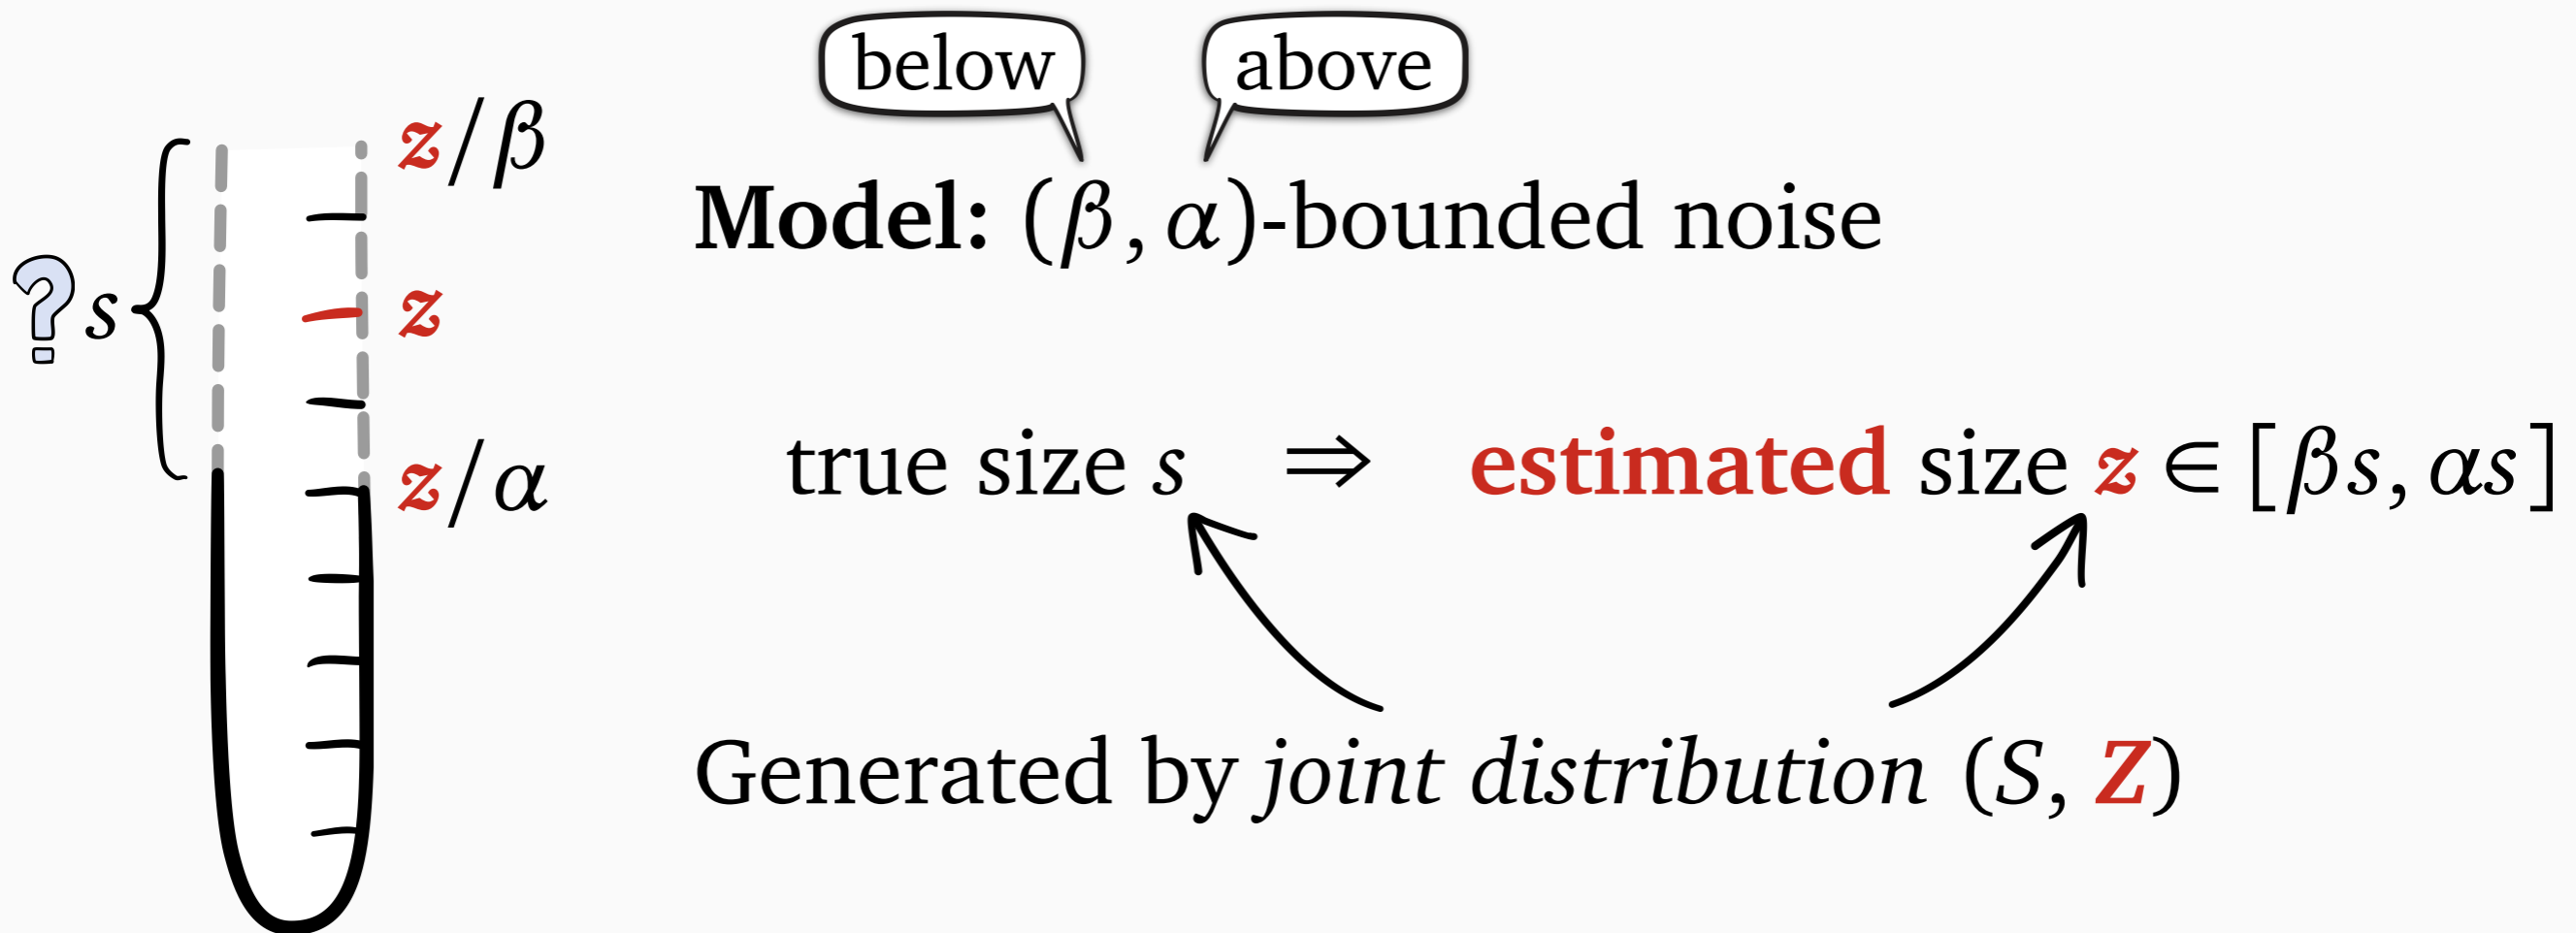 below above
z/β
Model: (β, α)-bounded noise
? s
z
z/α
true size s ⇒ estimated size z ∈ [βs, αs]
Generated by joint distribution (S, Z)